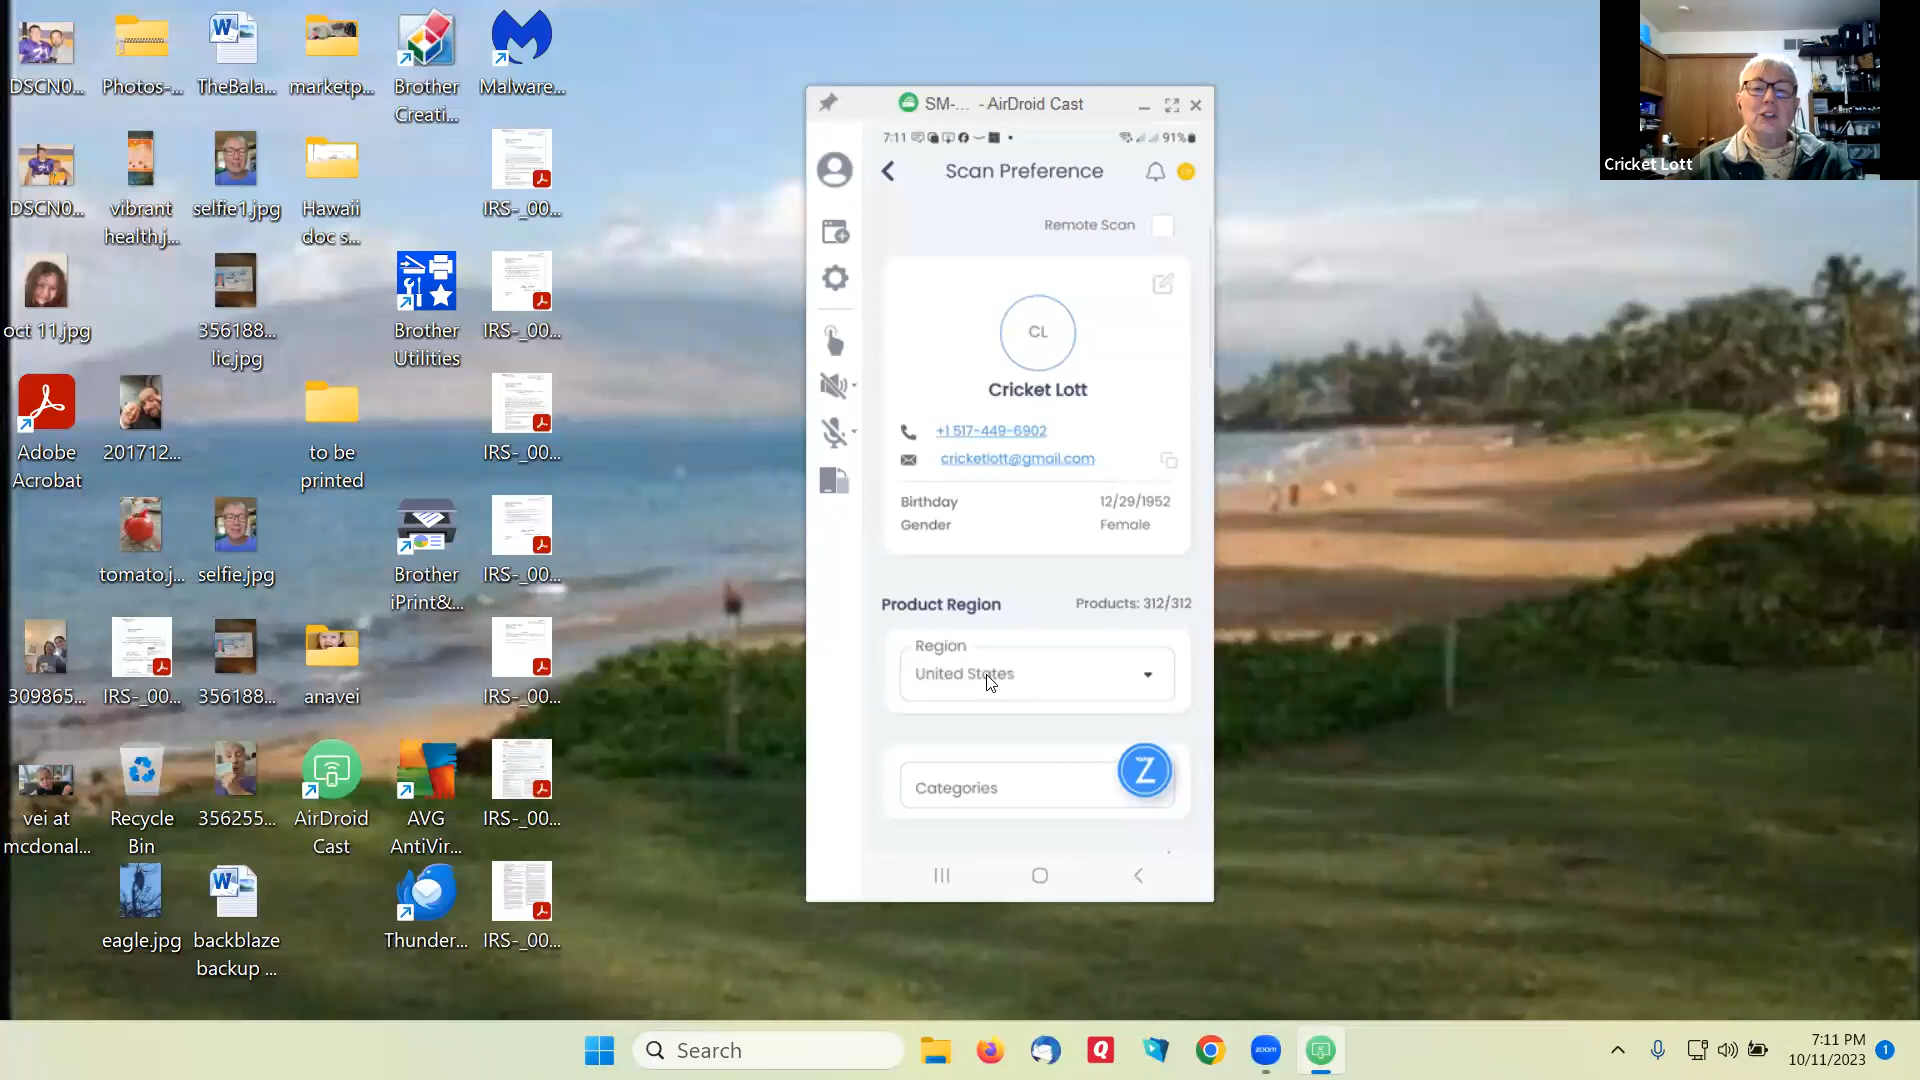 DSCN0...
Photos-...
TheBala...
marketp...
Brother
Creati...
Malware...
DSCN0...
vibrant
health.j...
selfie1.jpg
Hawaii
doc s...
IRS-_00...
oct 11.jpg
356188...
lic.jpg
Brother
Utilities
IRS-_00...
Adobe
Acrobat
201712...
to be
printed
IRS-_00...
tomato.j...
selfie.jpg
Brother
iPrint&...
IRS-_00...
309865...
IRS-_00...
356188...
anavei
IRS-_00...
vei at
mcdonal...
Recycle
Bin
356255...
AirDroid
Cast
AVG
AntiVir...
IRS-_00...
eagle.jpg
backblaze
backup ...
Thunder...
IRS-_00...
SM-... - AirDroid Cast
7:11
91%
Scan Preference
Remote Scan
CL
Cricket Lott
+1 517-449-6902
cricketlott@gmail.com
Birthday 12/29/1952
Gender Female
Product Region Products: 312/312
Region
United States
Categories
Z
Cricket Lott
Search
Q
zoom
7:11 PM
10/11/2023
1